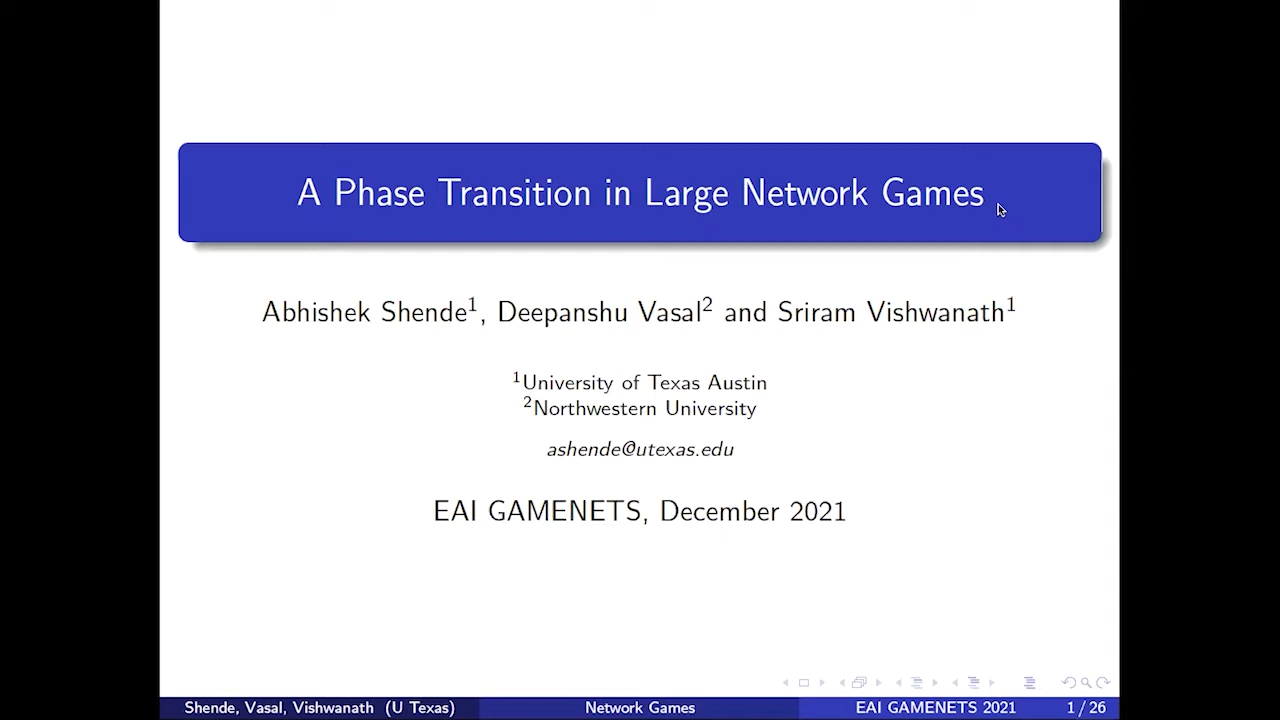 A Phase Transition in Large Network Games
Abhishek Shende¹, Deepanshu Vasal² and Sriram Vishwanath¹
¹University of Texas Austin
²Northwestern University
ashende@utexas.edu
EAI GAMENETS, December 2021
Shende, Vasal, Vishwanath (U Texas) Network Games EAI GAMENETS 2021 1 / 26